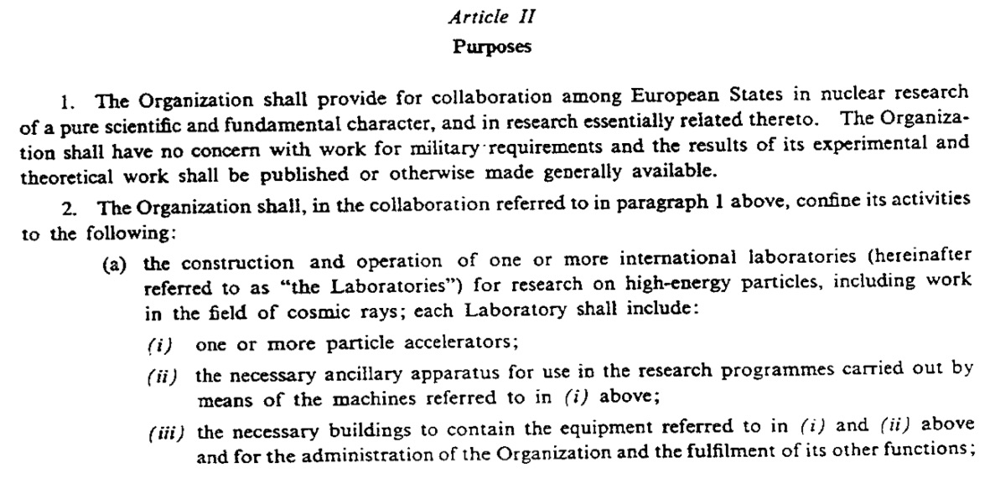 Article II
Purposes
1. The Organization shall provide for collaboration among European States in nuclear research
of a pure scientific and fundamental character, and in research essentially related thereto. The Organiza-
tion shall have no concern with work for military requirements and the results of its experimental and
theoretical work shall be published or otherwise made generally available.
2. The Organization shall, in the collaboration referred to in paragraph 1 above, confine its activities
to the following:
(a) the construction and operation of one or more international laboratories (hereinafter
referred to as “the Laboratories”) for research on high-energy particles, including work
in the field of cosmic rays; each Laboratory shall include:
(i) one or more particle accelerators;
(ii) the necessary ancillary apparatus for use in the research programmes carried out by
means of the machines referred to in (i) above;
(iii) the necessary buildings to contain the equipment referred to in (i) and (ii) above
and for the administration of the Organization and the fulfilment of its other functions;